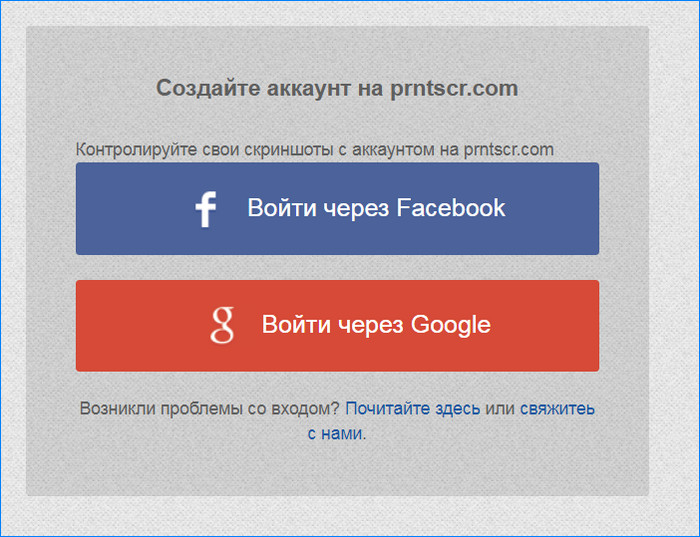 Создайте аккаунт на prntscr.com
Контролируйте свои скриншоты с аккаунтом на prntscr.com
f Войти через Facebook
g Войти через Google
Возникли проблемы со входом? Почитайте здесь или свяжитеь
с нами.